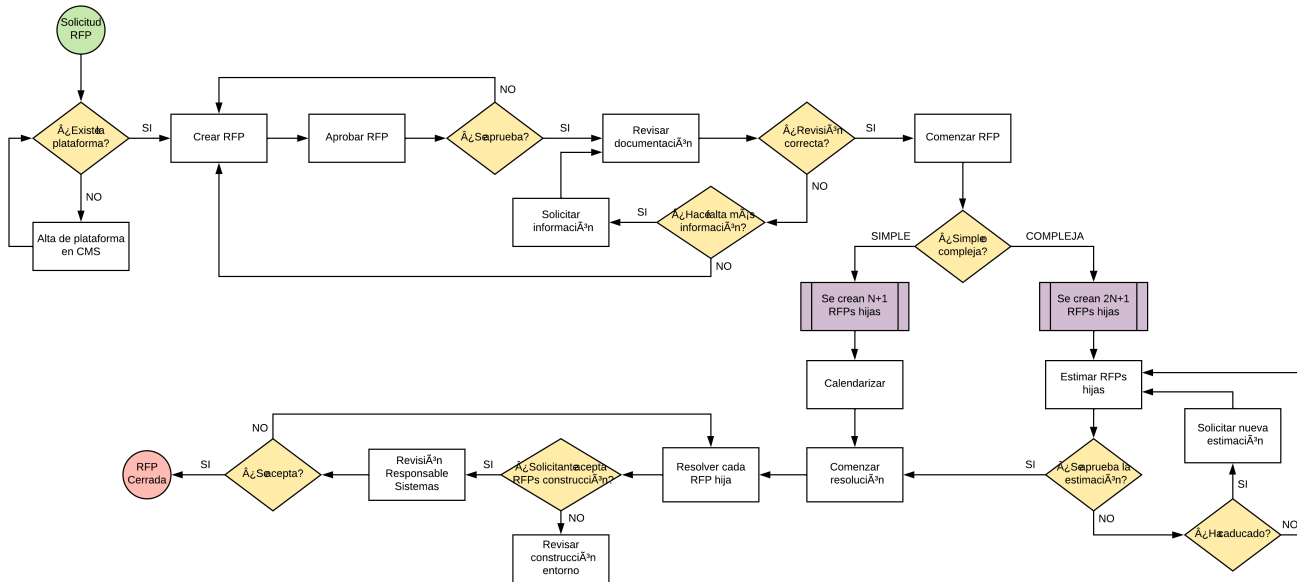 Solicitud
RFP
Â¿Existe la
plataforma?
SI
NO
Alta de plataforma
en CMS
Crear RFP
Aprobar RFP
Â¿Se aprueba?
NO
SI
Revisar
documentaciÃ³n
Â¿RevisiÃ³n
correcta?
SI
NO
Comenzar RFP
Â¿Hace falta mÃ¡s
informaciÃ³n?
SI
NO
Solicitar
informaciÃ³n
Â¿Simple o
compleja?
SIMPLE
COMPLEJA
Se crean N+1
RFPs hijas
Se crean 2N+1
RFPs hijas
Calendarizar
Estimar RFPs
hijas
Solicitar nueva
estimaciÃ³n
Â¿Se aprueba la
estimaciÃ³n?
SI
NO
Â¿Ha caducado?
SI
NO
Comenzar
resoluciÃ³n
Resolver cada
RFP hija
Â¿Solicitante acepta
RFPs construcciÃ³n?
SI
NO
Revisar
construcciÃ³n
entorno
RevisiÃ³n
Responsable
Sistemas
Â¿Se acepta?
NO
SI
RFP
Cerrada